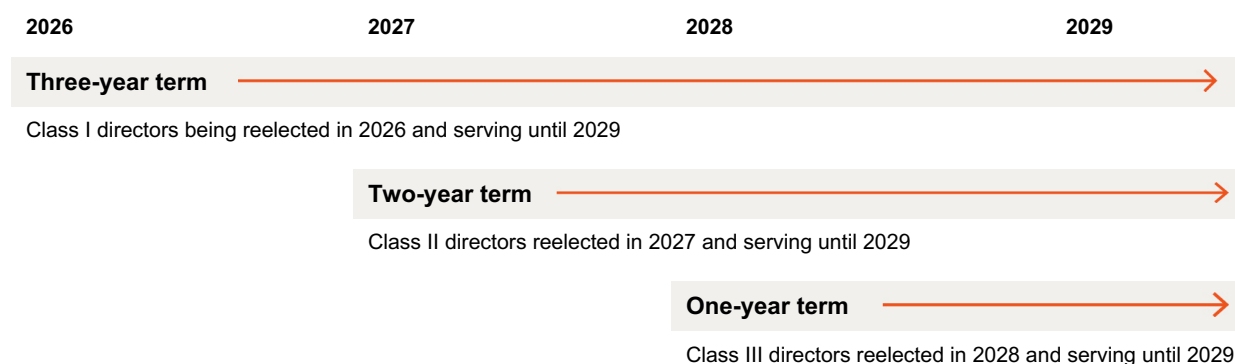 2026 2027 2028 2029
Three-year term
Class I directors being reelected in 2026 and serving until 2029
Two-year term
Class II directors reelected in 2027 and serving until 2029
One-year term
Class III directors reelected in 2028 and serving until 2029